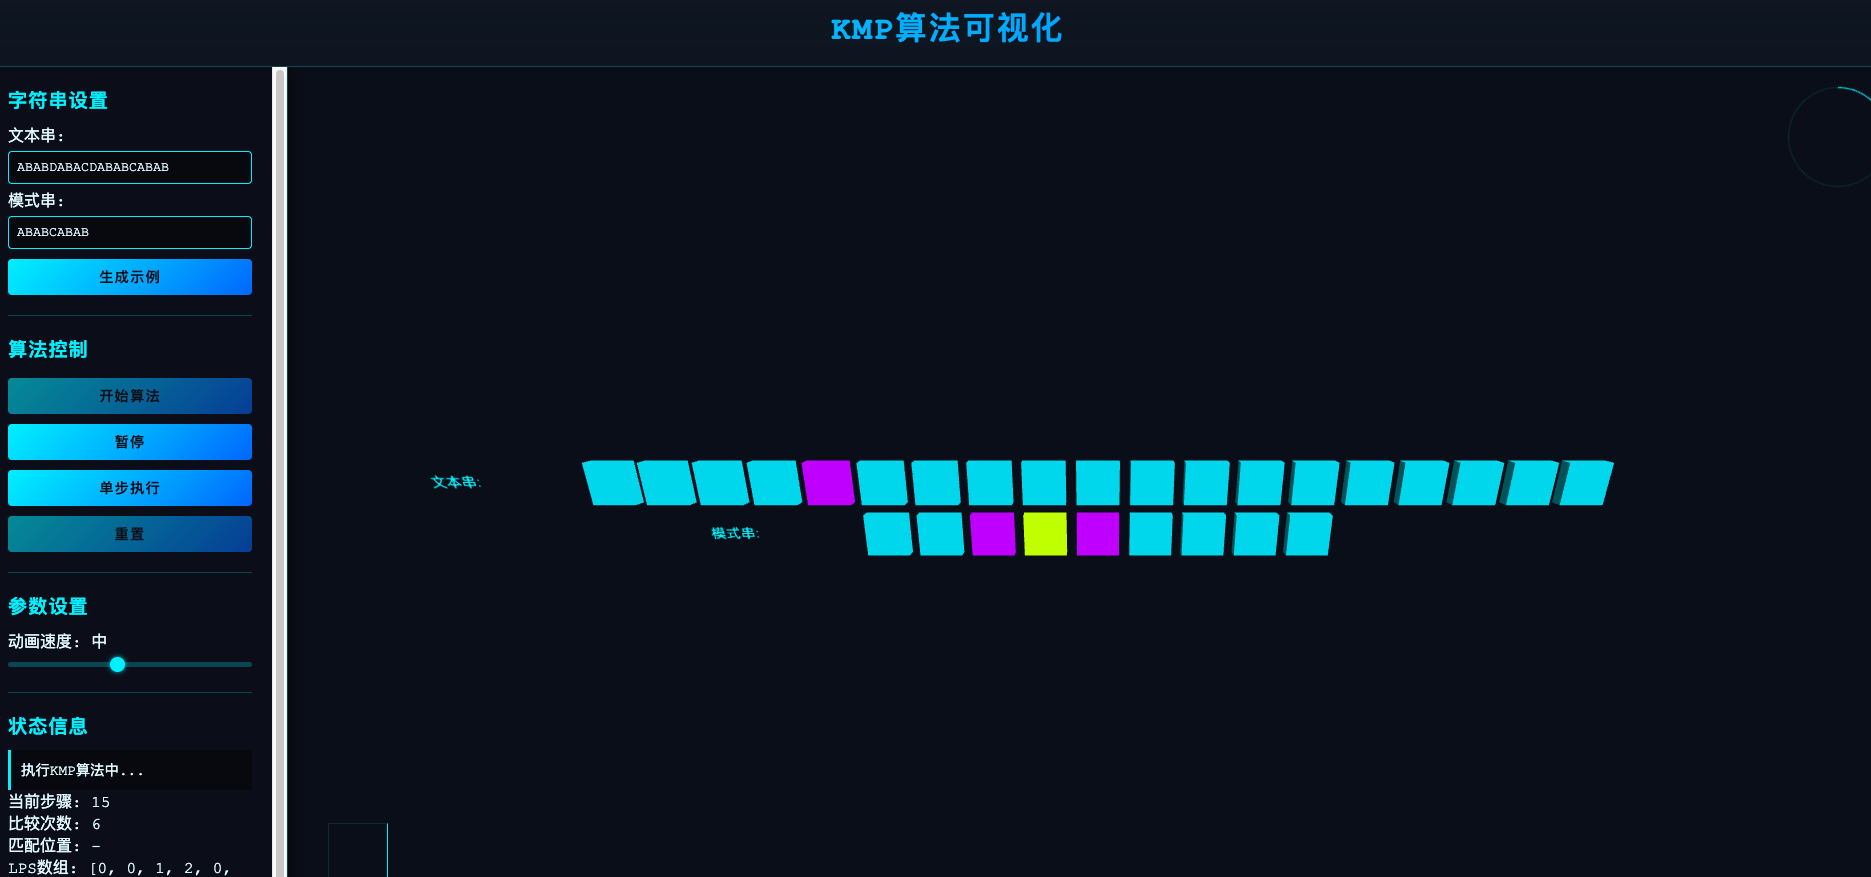 KMP算法可视化
字符串设置
文本串:
ABABDABACDABABCABAB
模式串:
ABABCABAB
生成示例
算法控制
开始算法
暂停
单步执行
重置
参数设置
动画速度: 中
状态信息
执行KMP算法中...
当前步骤: 15
比较次数: 6
匹配位置: -
LPS数组: [0, 0, 1, 2, 0,
文本串:
模式串: